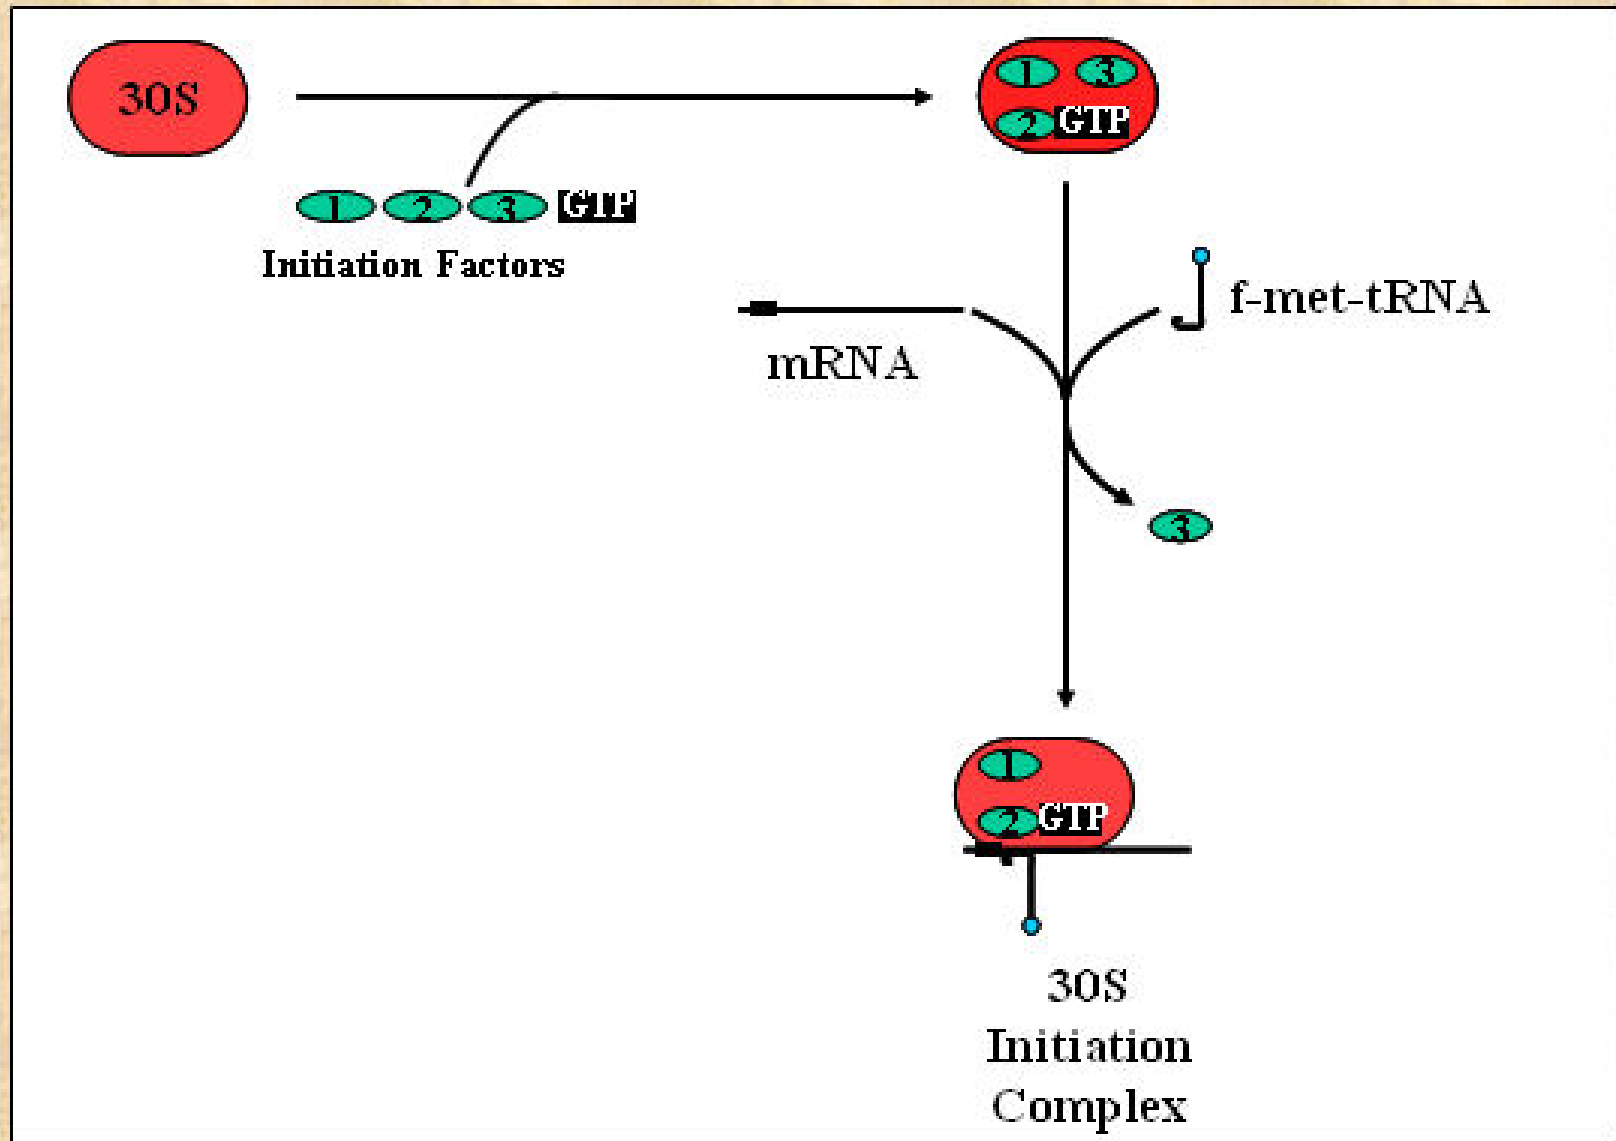 30S
1 3
2 GTP
1 2 3 GTP
Initiation Factors
f-met-tRNA
mRNA
3
1
2 GTP
30S
Initiation
Complex